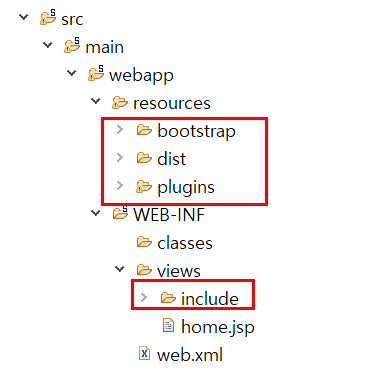 src
main
webapp
resources
bootstrap
dist
plugins
WEB-INF
classes
views
include
home.jsp
web.xml